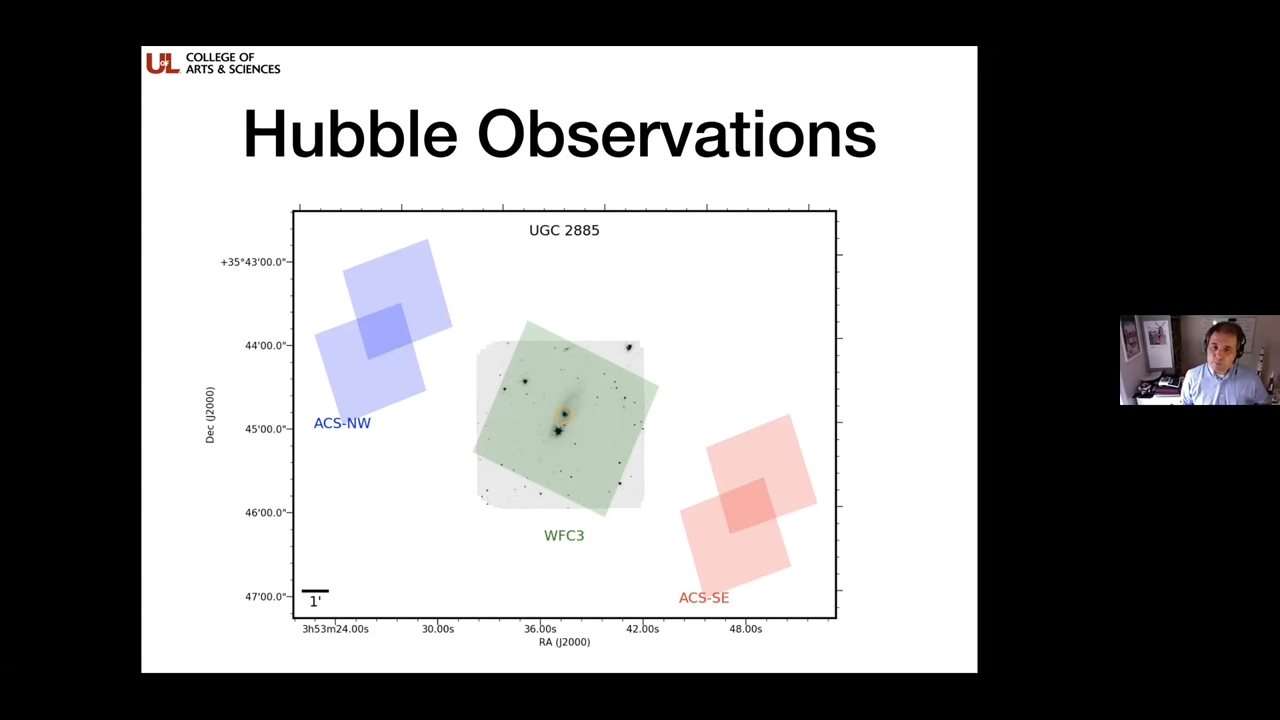 UofL COLLEGE OF
ARTS & SCIENCES
Hubble Observations
UGC 2885
+35°43'00.0"
44'00.0"
45'00.0"
46'00.0"
47'00.0"
Dec (J2000)
ACS-NW
WFC3
ACS-SE
1'
3h53m24.00s 30.00s 36.00s 42.00s 48.00s
RA (J2000)